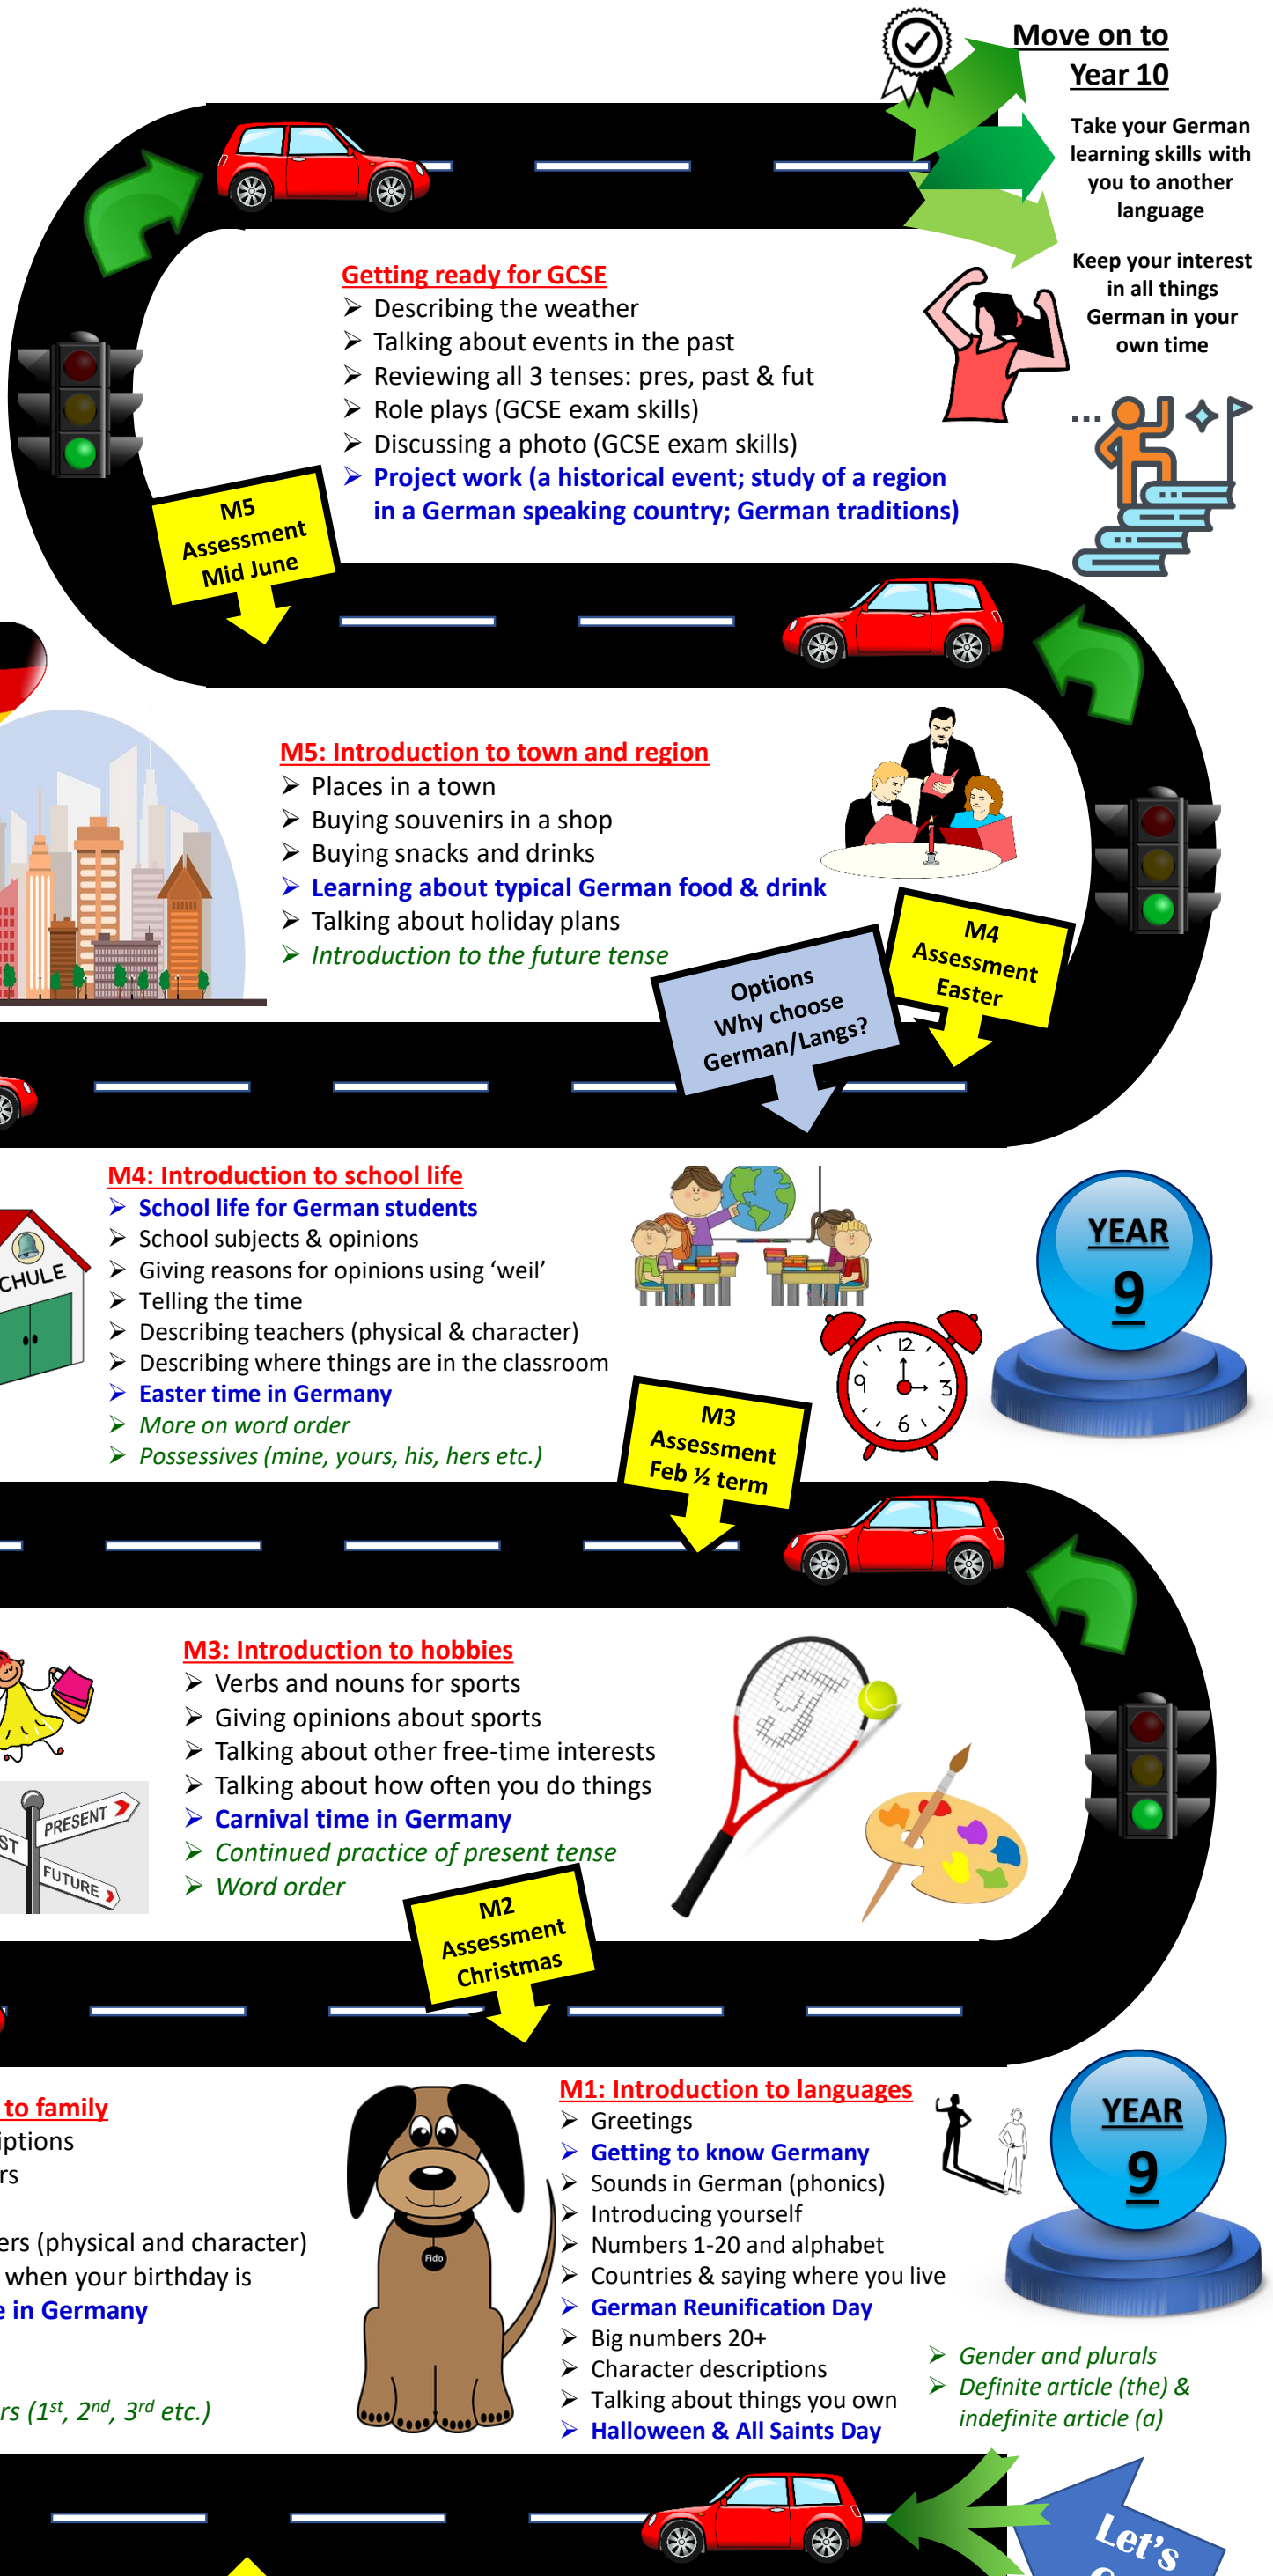 Move on to
Year 10
Take your German
learning skills with
you to another
language
Keep your interest
in all things
German in your
own time
Getting ready for GCSE
➢ Describing the weather
➢ Talking about events in the past
➢ Reviewing all 3 tenses: pres, past & fut
➢ Role plays (GCSE exam skills)
➢ Discussing a photo (GCSE exam skills)
➢ Project work (a historical event; study of a region
in a German speaking country; German traditions)
M5
Assessment
Mid June
M5: Introduction to town and region
➢ Places in a town
➢ Buying souvenirs in a shop
➢ Buying snacks and drinks
➢ Learning about typical German food & drink
➢ Talking about holiday plans
➢ Introduction to the future tense
M4
Assessment
Easter
Options
Why choose
German/Langs?
M4: Introduction to school life
➢ School life for German students
➢ School subjects & opinions
➢ Giving reasons for opinions using ‘weil’
➢ Telling the time
➢ Describing teachers (physical & character)
➢ Describing where things are in the classroom
➢ Easter time in Germany
➢ More on word order
➢ Possessives (mine, yours, his, hers etc.)
CHULE
YEAR
9
12
3
6
9
M3
Assessment
Feb ½ term
M3: Introduction to hobbies
➢ Verbs and nouns for sports
➢ Giving opinions about sports
➢ Talking about other free-time interests
➢ Talking about how often you do things
➢ Carnival time in Germany
➢ Continued practice of present tense
➢ Word order
PRESENT
ST
FUTURE
M2
Assessment
Christmas
to family
iptions
rs
ers (physical and character)
when your birthday is
e in Germany
rs (1st, 2nd, 3rd etc.)
Fido
M1: Introduction to languages
➢ Greetings
➢ Getting to know Germany
➢ Sounds in German (phonics)
➢ Introducing yourself
➢ Numbers 1-20 and alphabet
➢ Countries & saying where you live
➢ German Reunification Day
➢ Big numbers 20+
➢ Character descriptions
➢ Talking about things you own
➢ Halloween & All Saints Day
YEAR
9
➢ Gender and plurals
➢ Definite article (the) &
indefinite article (a)
Let’s